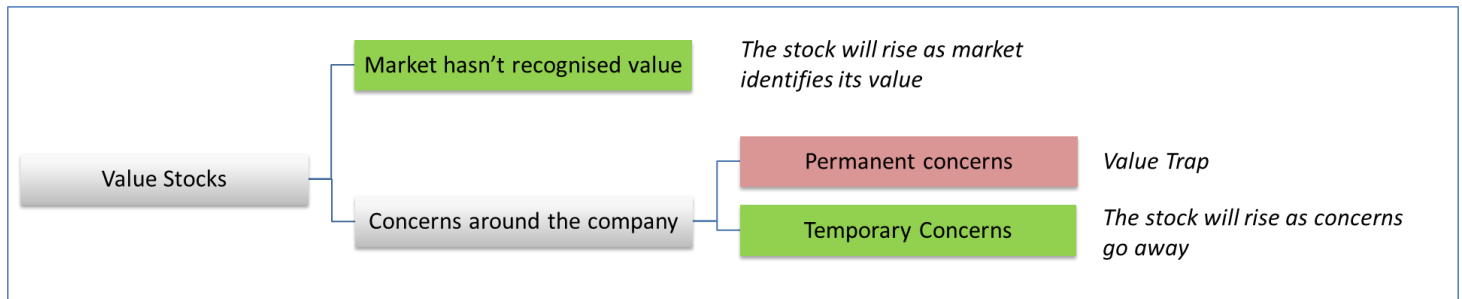 Market hasn't recognised value
The stock will rise as market
identifies its value
Value Stocks
Permanent concerns
Value Trap
Concerns around the company
Temporary Concerns
The stock will rise as concerns
go away